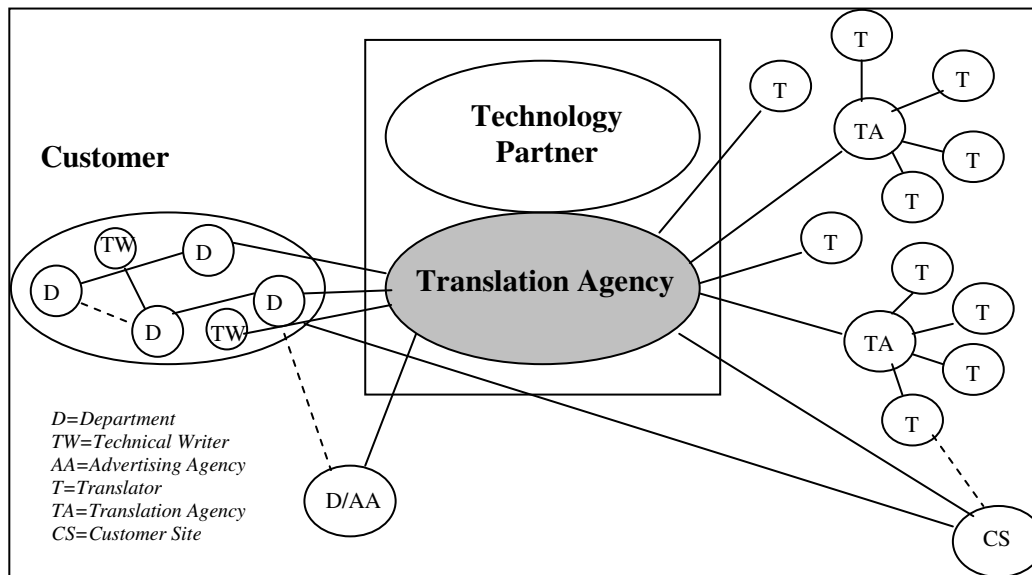 Customer
Technology
Partner
Translation Agency
TW
D
D
D
D
TW
D/AA
T
T
T
TA
T
T
T
T
T
TA
T
T
T
CS
D=Department
TW=Technical Writer
AA=Advertising Agency
T=Translator
TA=Translation Agency
CS=Customer Site